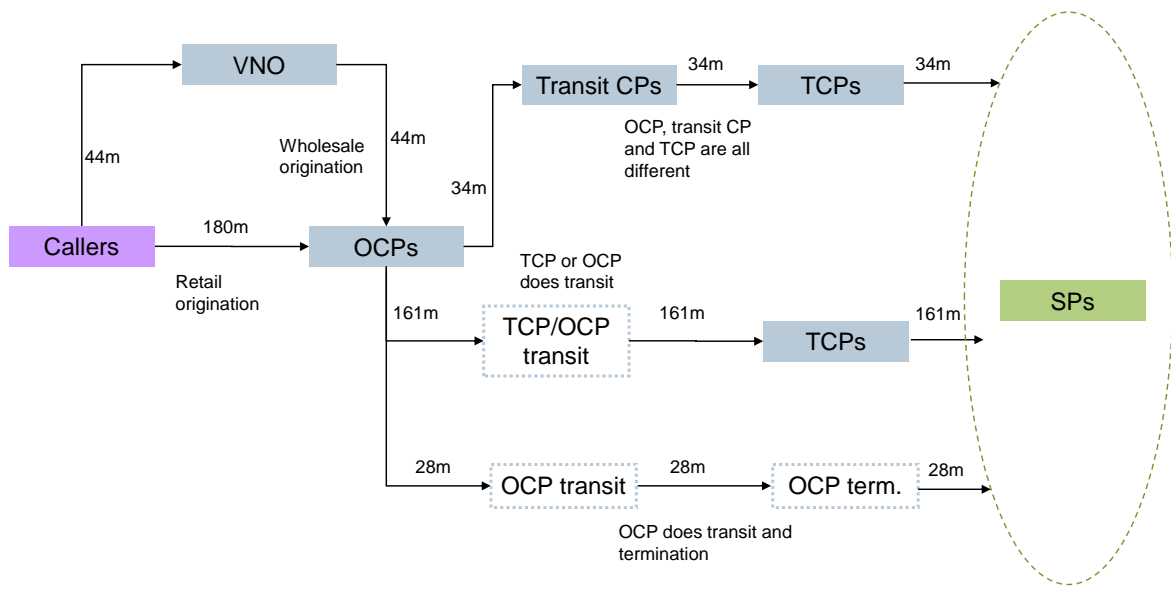 VNO
34m
34m
Transit CPs
TCPs
44m
Wholesale
origination
44m
OCP, transit CP
and TCP are all
different
34m
180m
Callers
OCPs
Retail
origination
TCP or OCP
does transit
SPs
161m
TCP/OCP
transit
161m
TCPs
161m
28m
OCP transit
28m
OCP term.
28m
OCP does transit and
termination